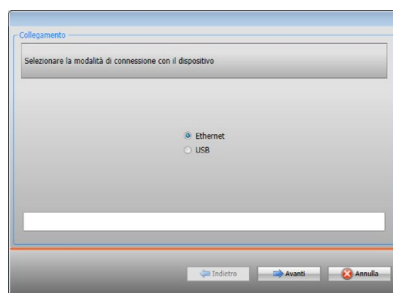 Collegamento
Selezionare la modalità di connessione con il dispositivo
Ethernet
USB
Indietro
Avanti
Annulla